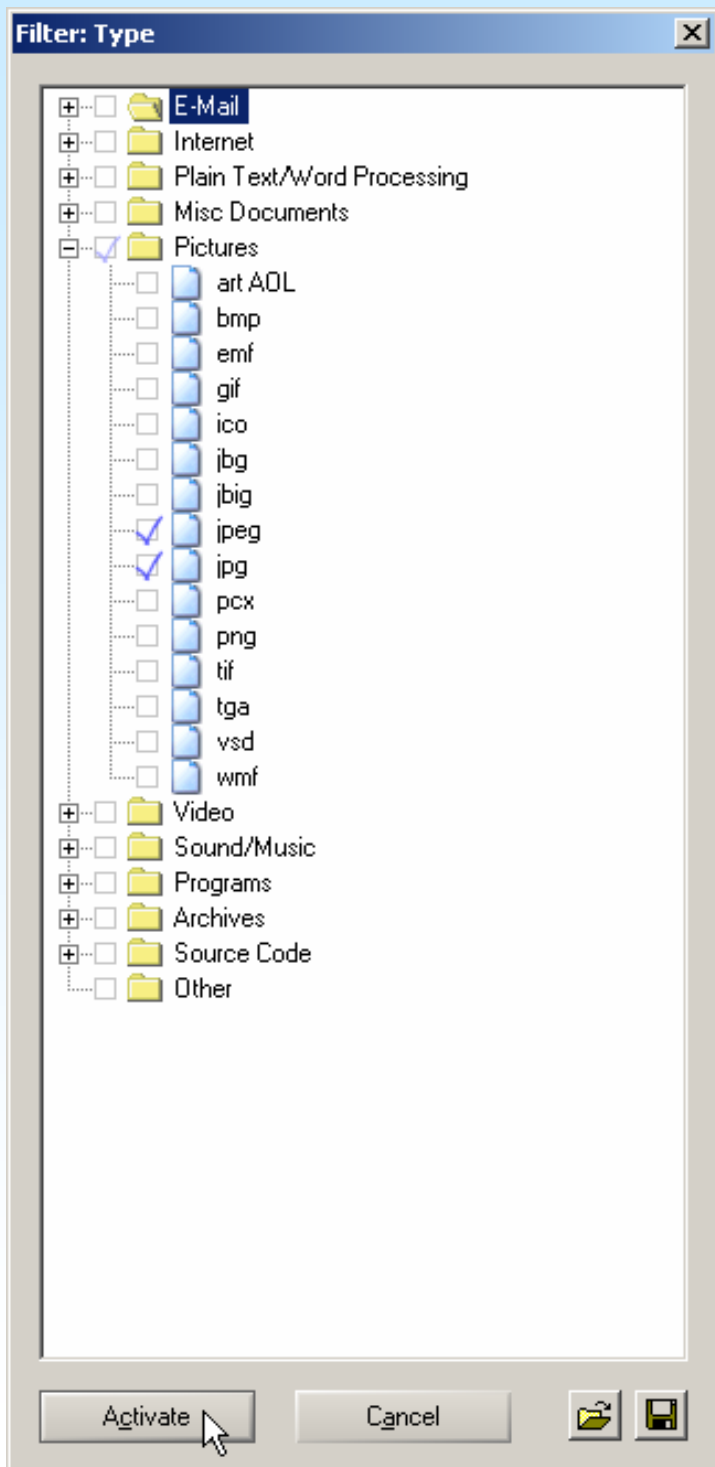 Filter: Type
E-Mail
Internet
Plain Text/Word Processing
Misc Documents
Pictures
art AOL
bmp
emf
gif
ico
jbg
jbig
jpeg
jpg
pcx
png
tif
tga
vsd
wmf
Video
Sound/Music
Programs
Archives
Source Code
Other
Activate Cancel